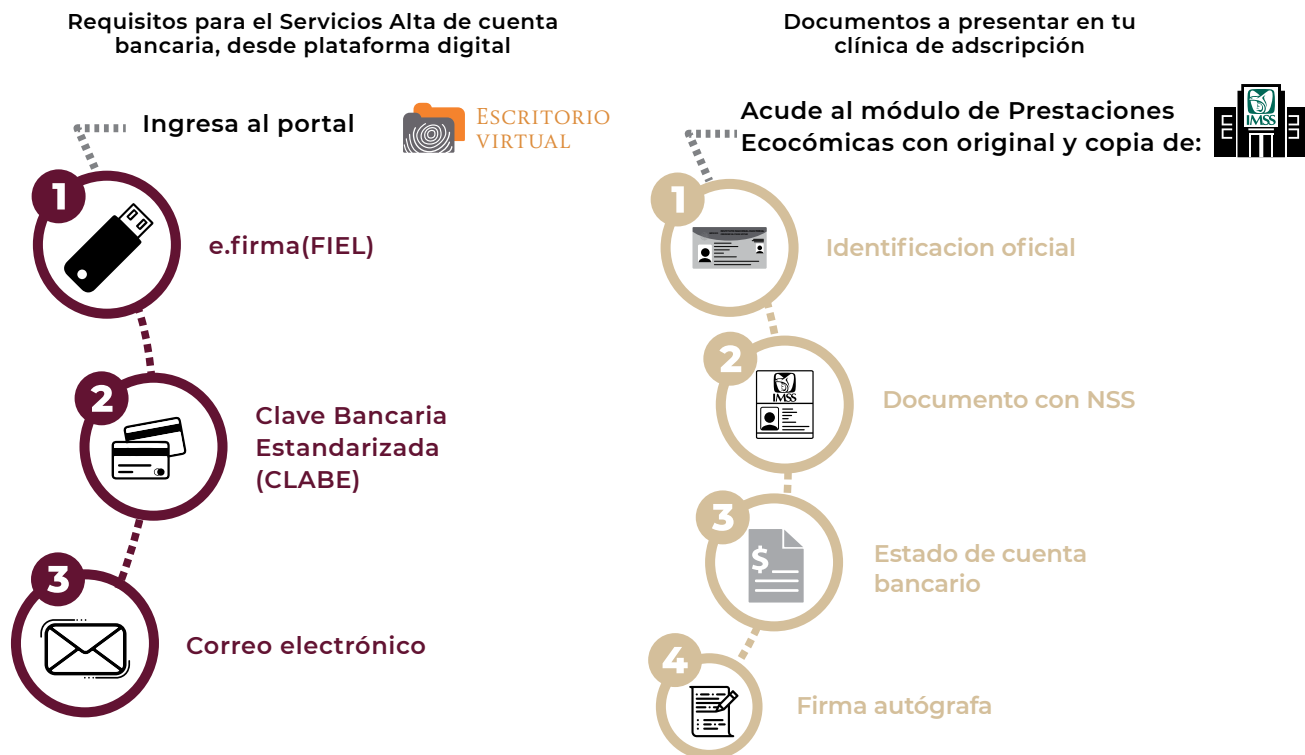 Requisitos para el Servicios Alta de cuenta
bancaria, desde plataforma digital
Ingresa al portal
ESCRITORIO
VIRTUAL
1
e.firma(FIEL)
2
Clave Bancaria
Estandarizada
(CLABE)
3
Correo electrónico
Documentos a presentar en tu
clínica de adscripción
Acude al módulo de Prestaciones
Ecocómicas con original y copia de:
IMSS
1
Identificacion oficial
2
IMSS
Documento con NSS
3
$
Estado de cuenta
bancario
4
Firma autógrafa